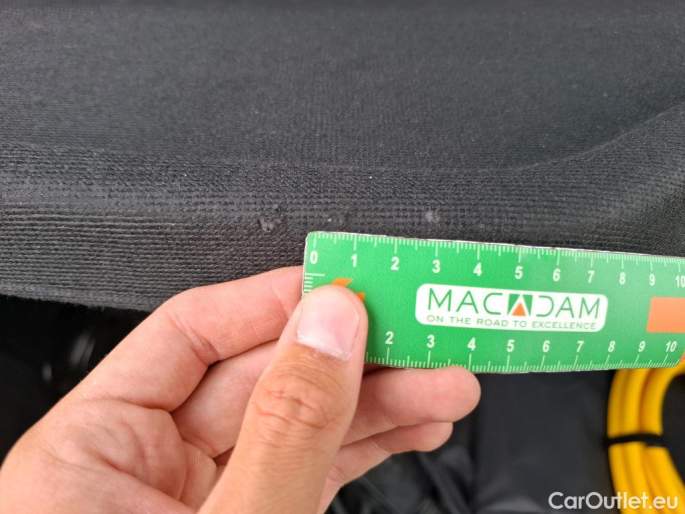 0 1 2 3 4 5 6 7 8 9 10
MACADAM
ON THE ROAD TO EXCELLENCE
2 3 4 5 6 7 8 9 10
CarOutlet.eu